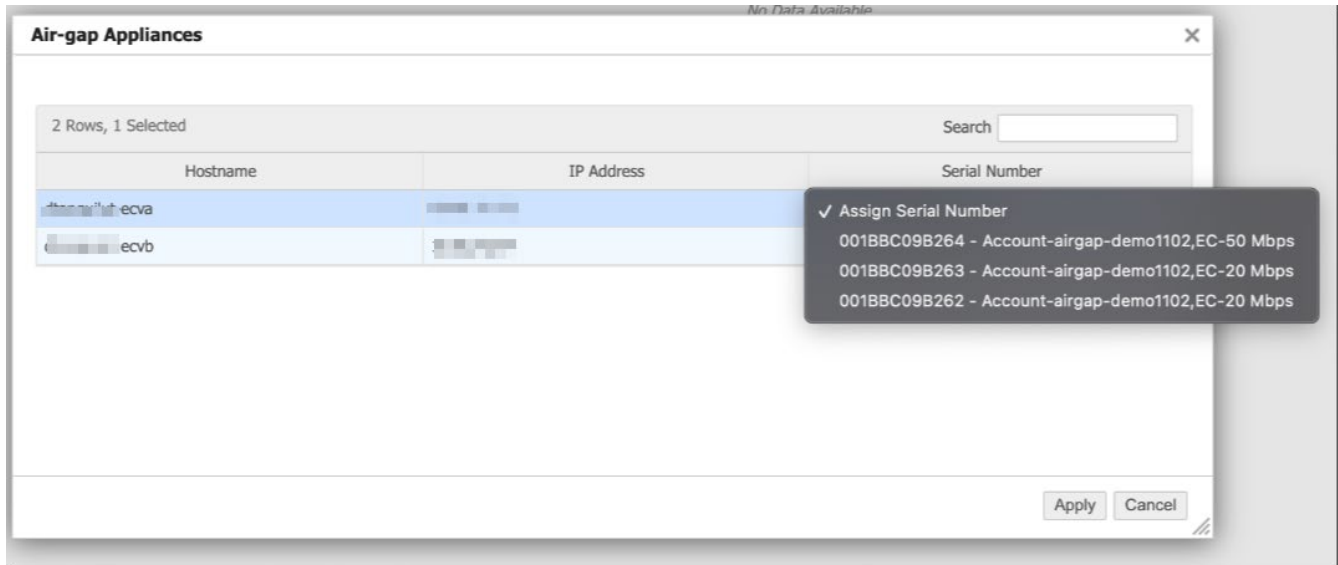 No Data Available
Air-gap Appliances
2 Rows, 1 Selected
Search
Hostname
IP Address
Serial Number
ecva
✓ Assign Serial Number
ecvb
001BBC09B264 - Account-airgap-demo1102,EC-50 Mbps
001BBC09B263 - Account-airgap-demo1102,EC-20 Mbps
001BBC09B262 - Account-airgap-demo1102,EC-20 Mbps
Apply
Cancel